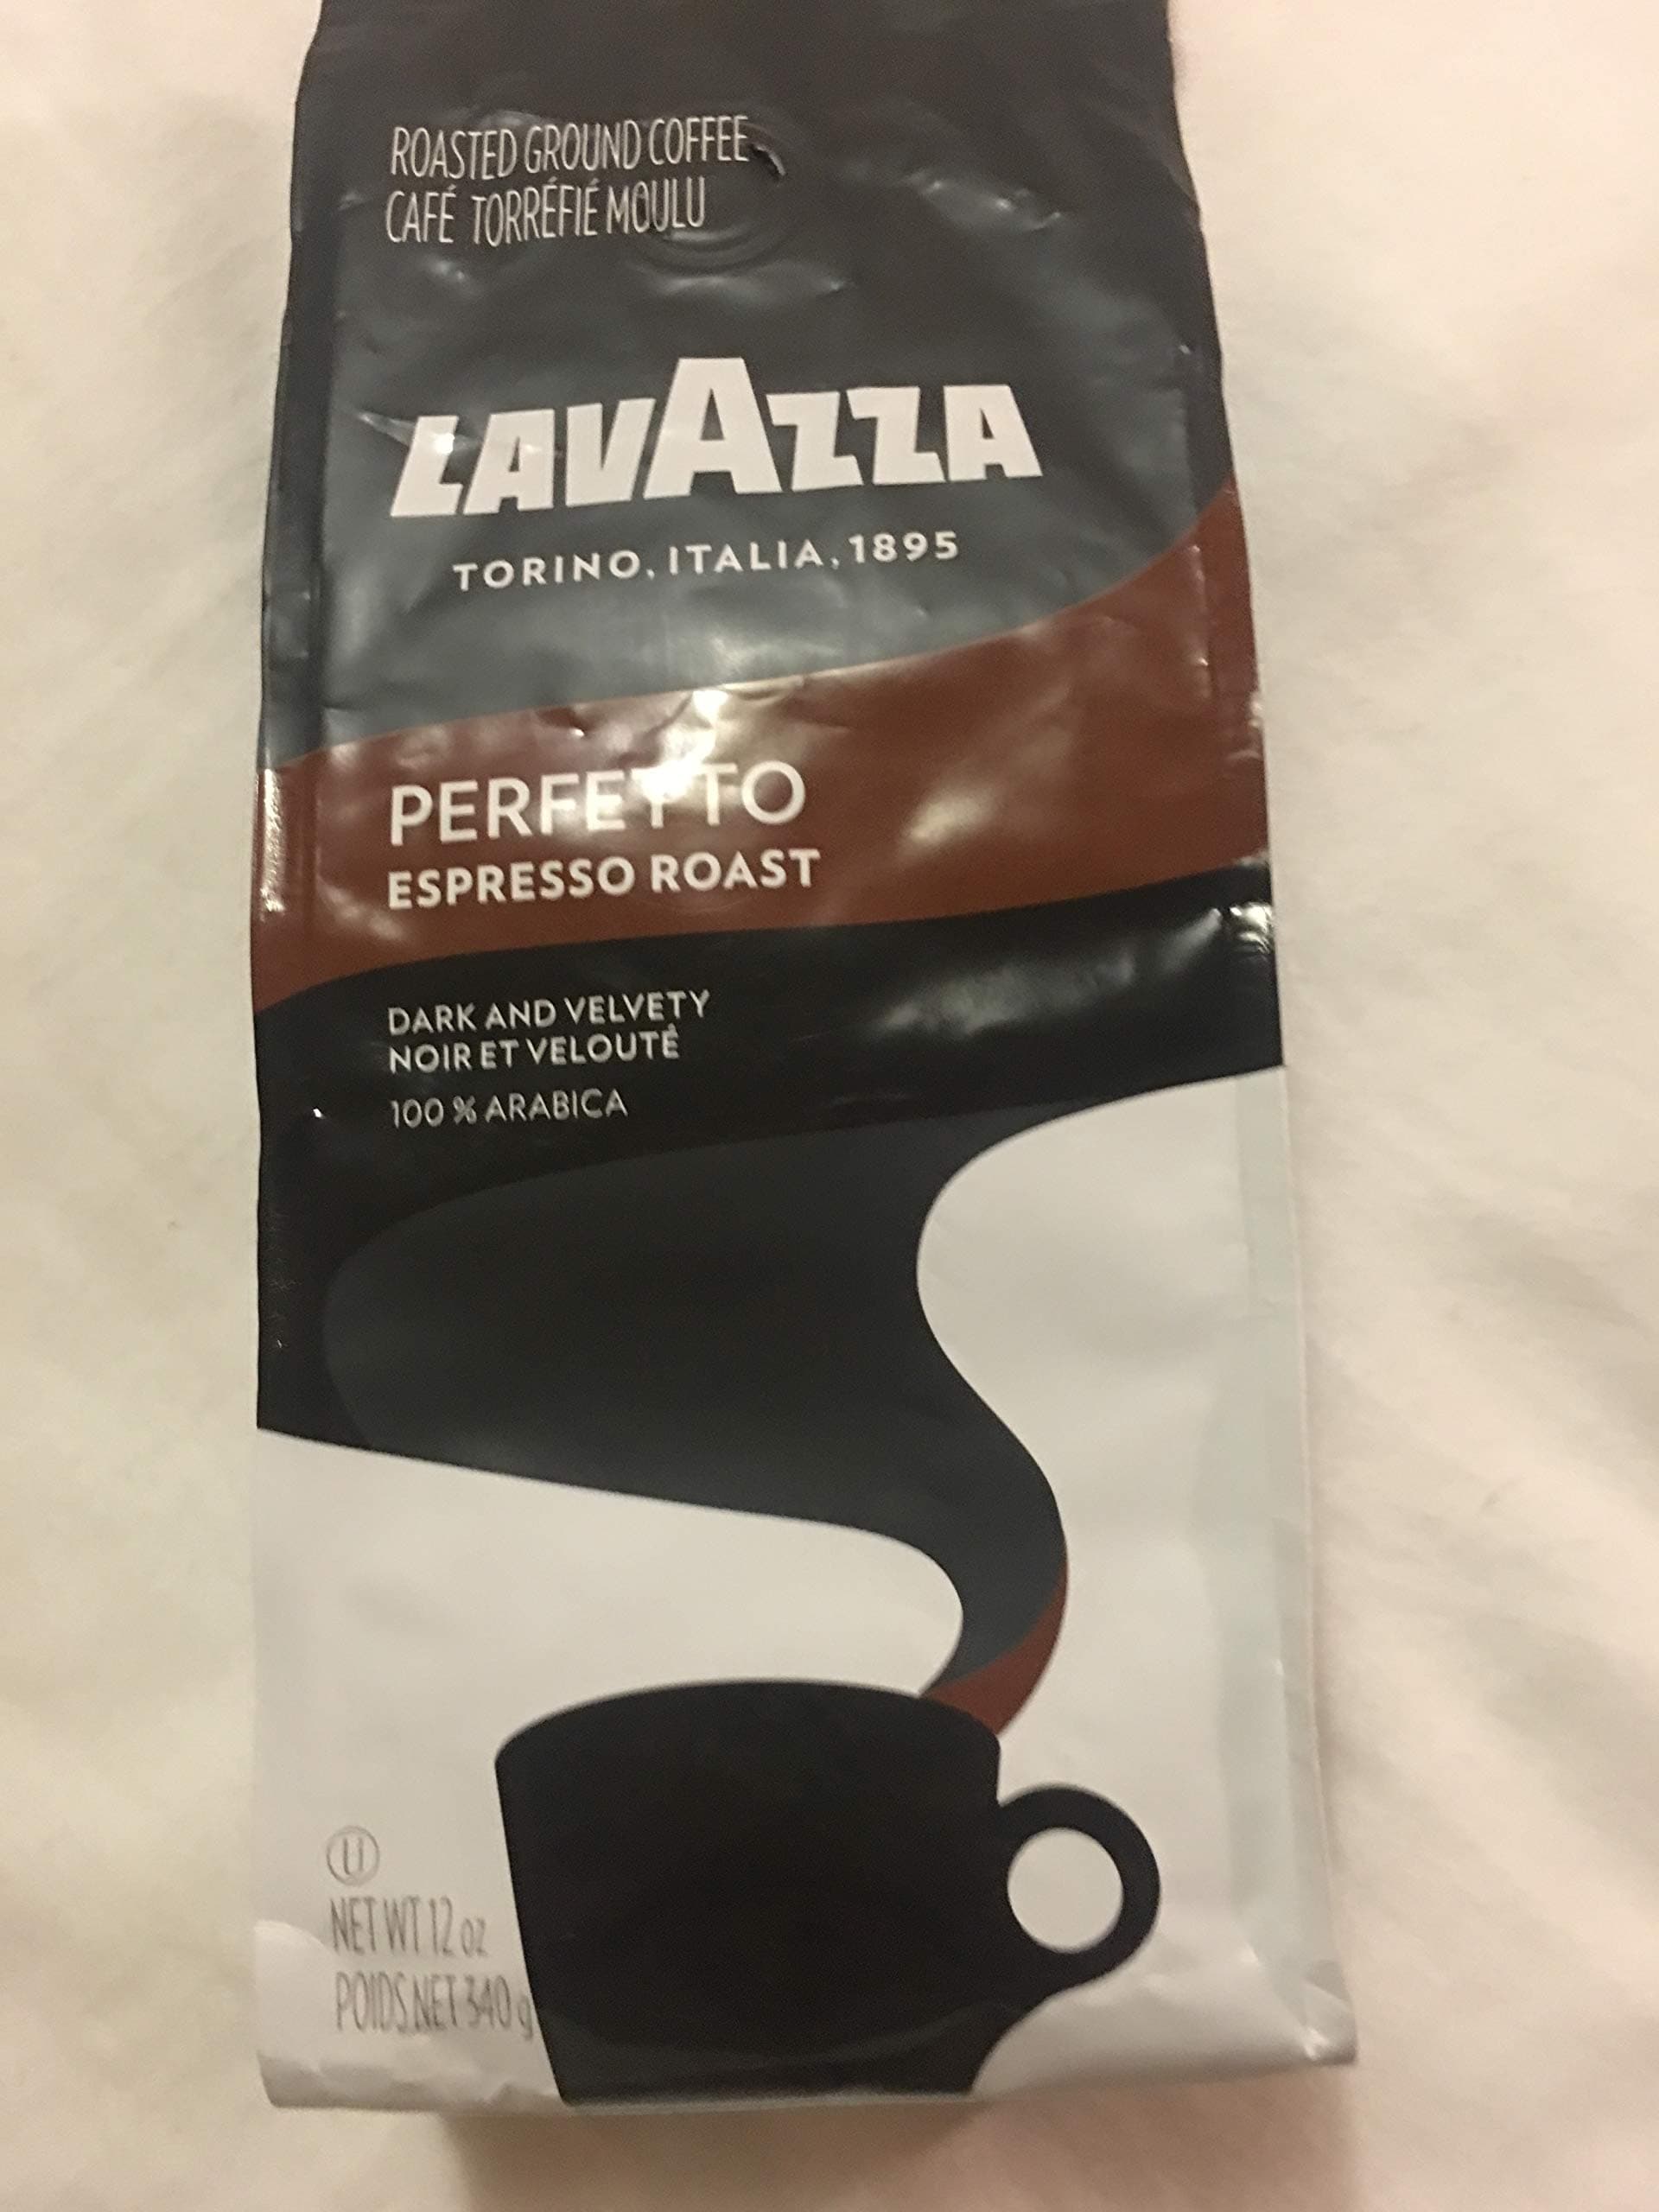 ROASTED GROUND COFFEE
CAFÉ TORRÉFIÉ MOULU
LAVAZZA
TORINO, ITALIA, 1895
PERFETTO
ESPRESSO ROAST
DARK AND VELVETY
NOIR ET VELOUTÉ
100 % ARABICA
U
NET WT 12 oz
POIDS NET 340 g